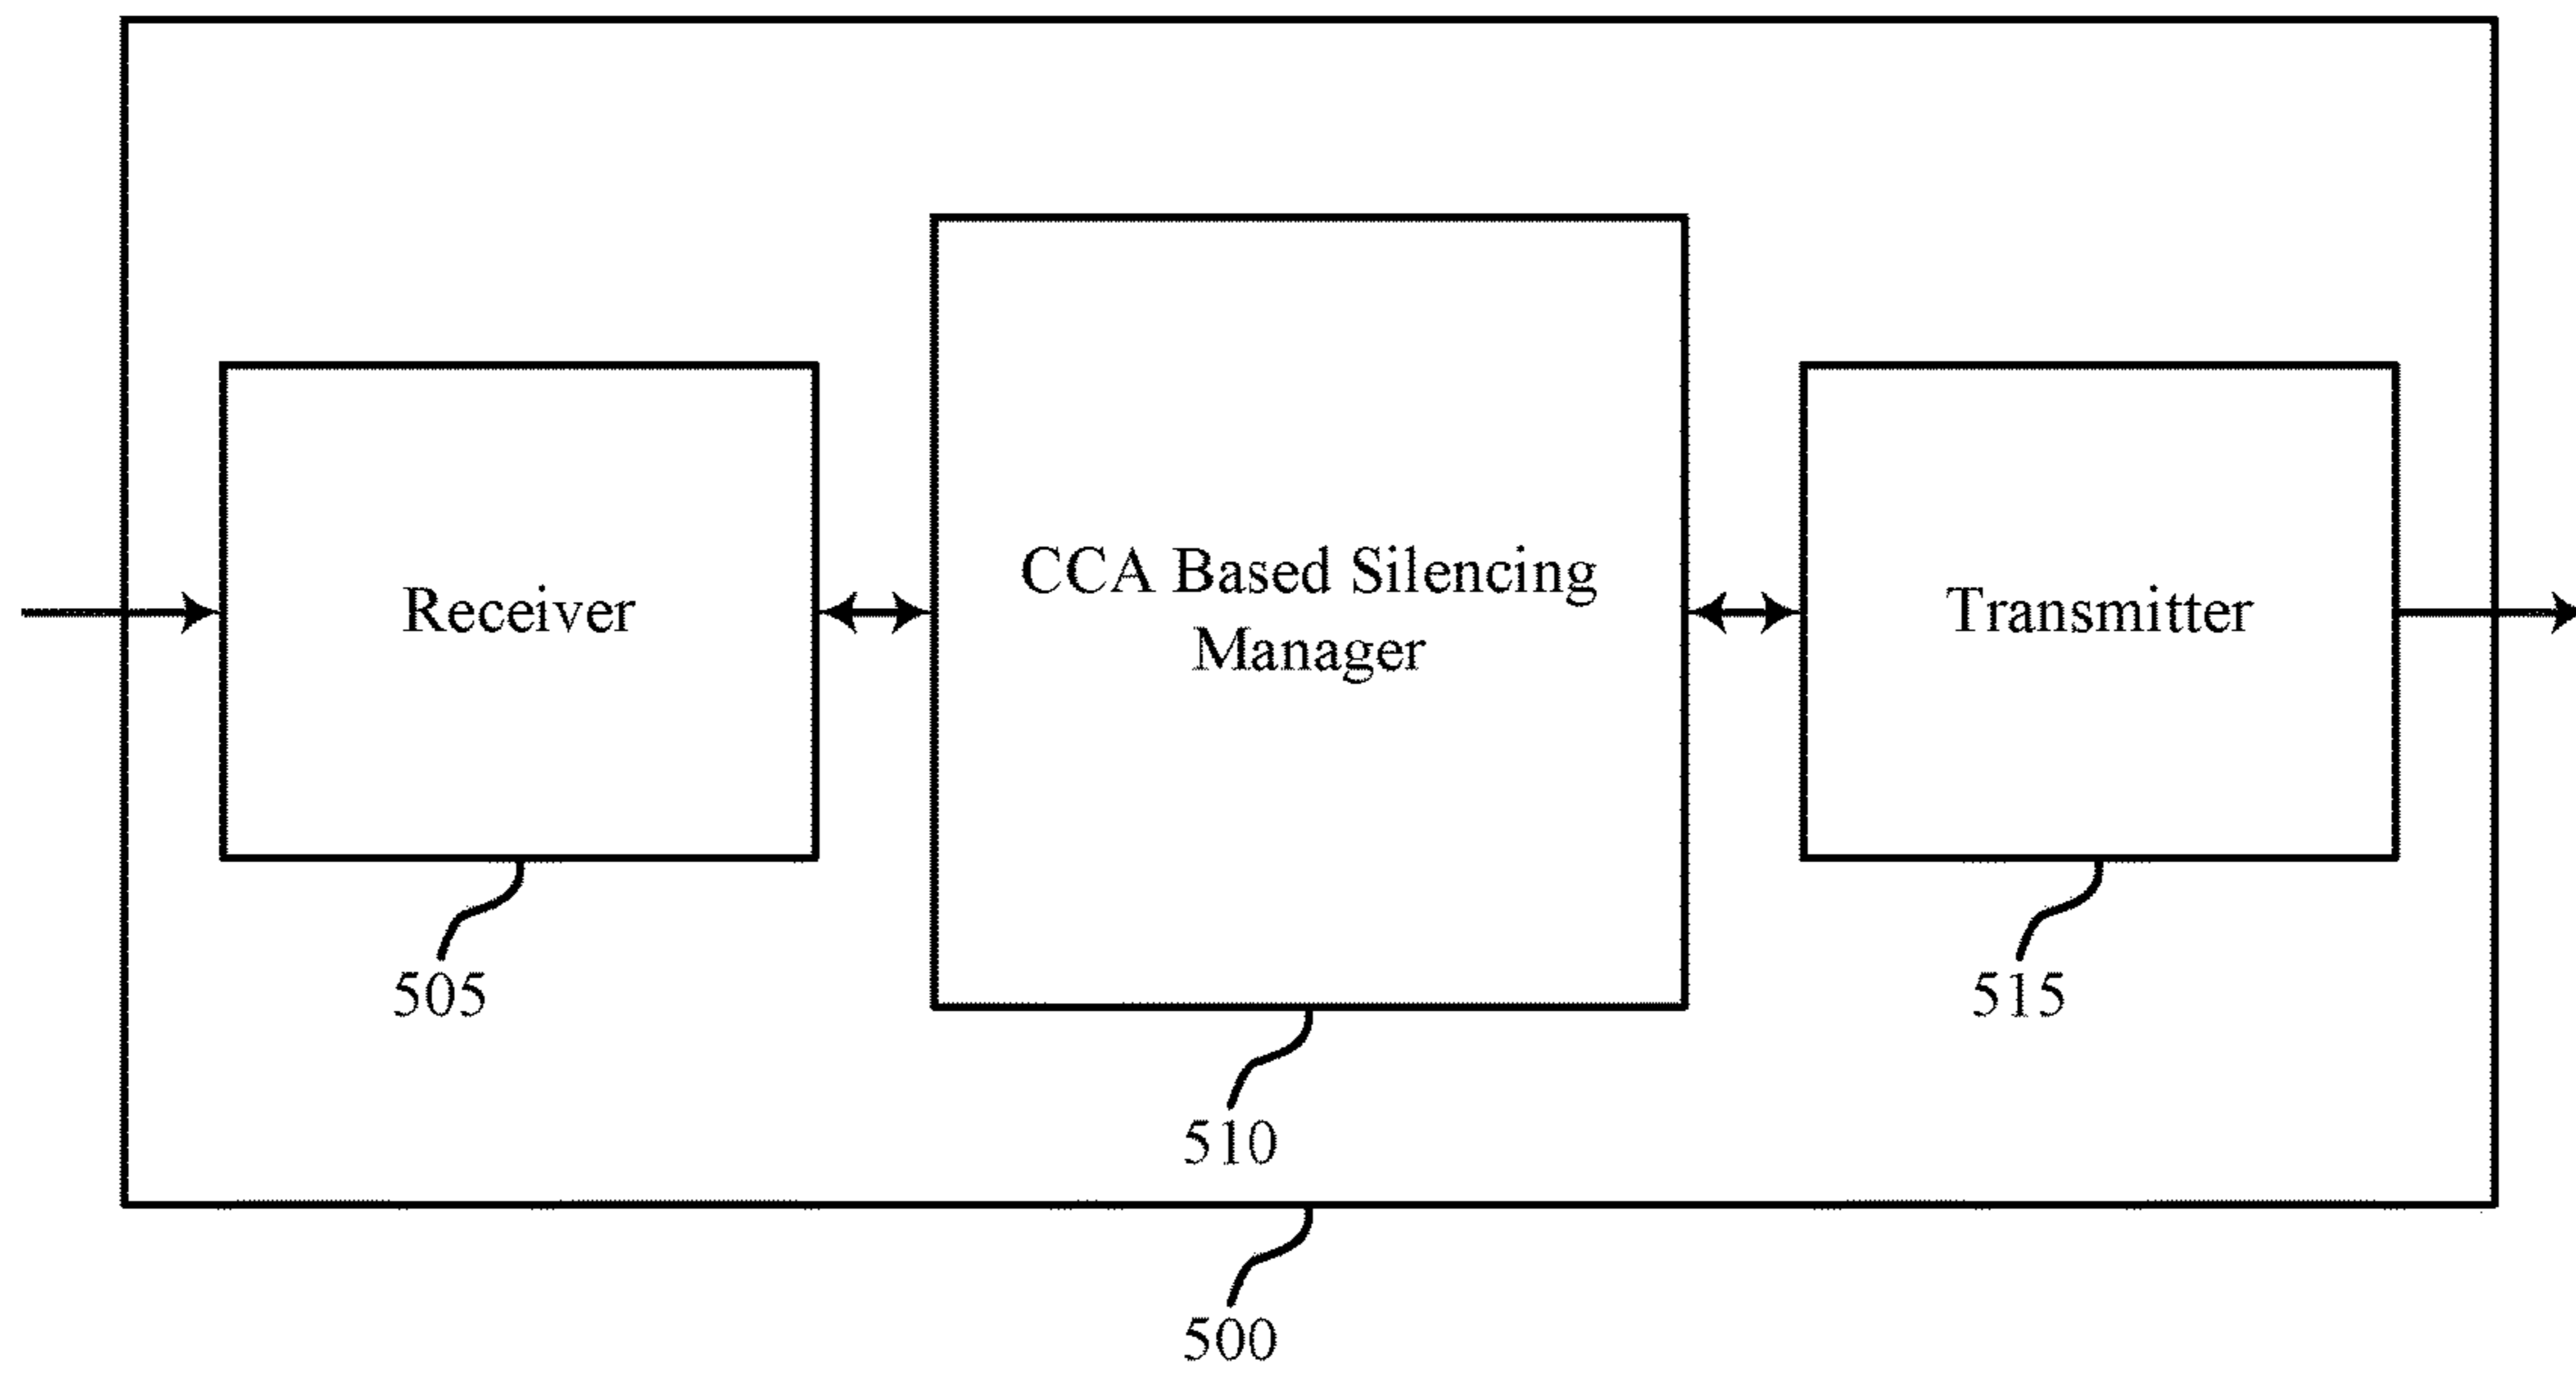 Receiver
CCA Based Silencing
Manager
Transmitter
505
515
510
500